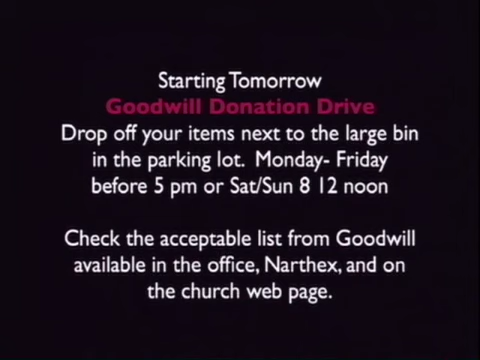 Starting Tomorrow
Goodwill Donation Drive
Drop off your items next to the large bin
in the parking lot. Monday- Friday
before 5 pm or Sat/Sun 8 12 noon
Check the acceptable list from Goodwill
available in the office, Narthex, and on
the church web page.